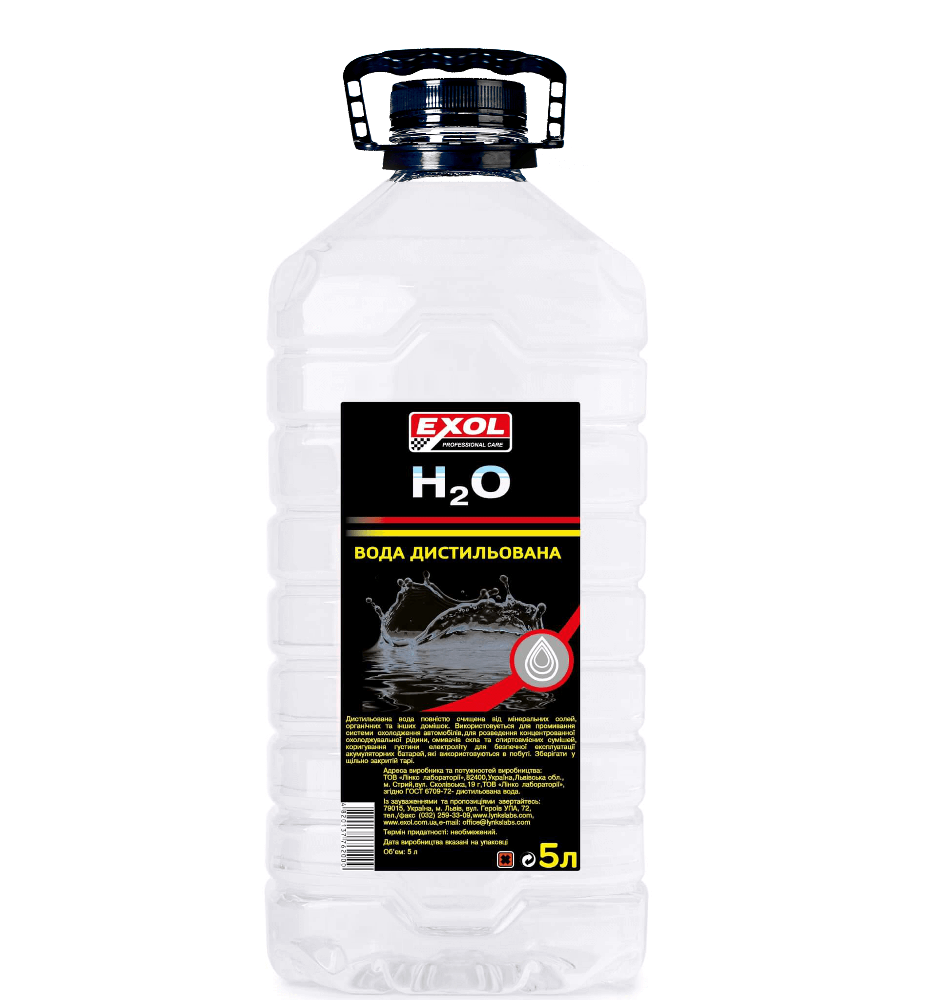 EXOL
PROFESSIONAL CARE
H₂O
ВОДА ДИСТИЛЬОВАНА
Дистильована вода повністю очищена від мінеральних солей,
органічних та інших домішок. Використовується для промивання
системи охолодження автомобілів, для розведення концентрованної
охолоджувальної рідини, омивачів скла та спиртовмісних сумішей,
коригування густини електроліту для безпечної експлуатації
акумуляторних батарей, які використовуються в побуті. Зберігати у
щільно закритій тарі.
Адреса виробника та потужностей виробництва:
ТОВ «Лінкс лабораторії», 82400, Україна, Львівська обл.,
м. Стрий, вул. Сколівська, 19 г, ТОВ «Лінкс лабораторії»,
згідно ГОСТ 6709-72- дистильована вода.
Із зауваженнями та пропозиціями звертайтесь:
79015, Україна, м. Львів, вул. Героїв УПА, 72,
тел./факс (032) 259-33-09, www.lynkslabs.com,
www.exol.com.ua, e-mail: office@lynkslabs.com
Термін придатності: необмежений.
Дата виробництва вказані на упаковці
Об'єм: 5 л
4820137762000
5л